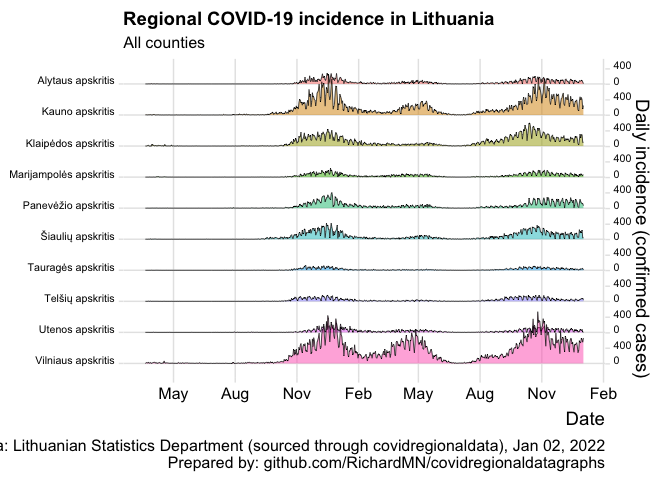 Regional COVID-19 incidence in Lithuania
All counties
Alytaus apskritis
Kauno apskritis
Klaipėdos apskritis
Marijampolės apskritis
Panevėžio apskritis
Šiaulių apskritis
Tauragės apskritis
Telšių apskritis
Utenos apskritis
Vilniaus apskritis
400
0
400
0
400
0
400
0
400
0
400
0
400
0
400
0
400
0
400
0
Daily incidence (confirmed cases)
May Aug Nov Feb May Aug Nov Feb
Date
a: Lithuanian Statistics Department (sourced through covidregionaldata), Jan 02, 2022
Prepared by: github.com/RichardMN/covidregionaldatagraphs